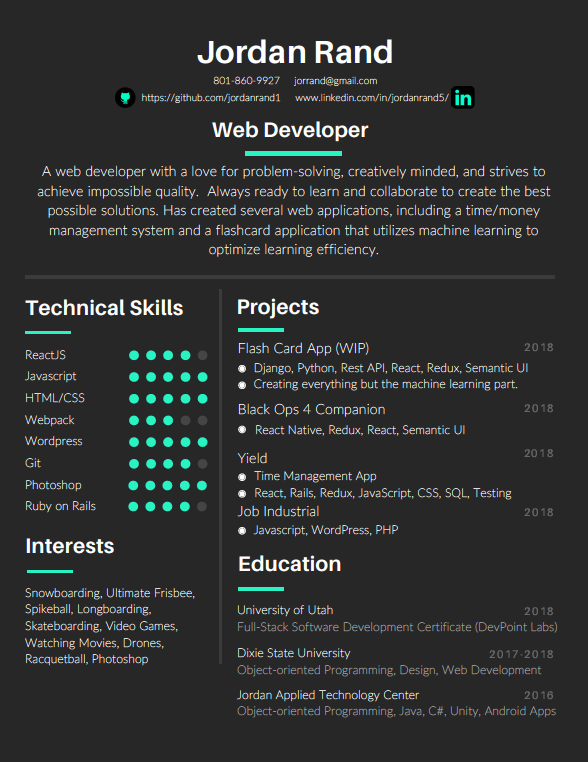 Jordan Rand
801-860-9927 jorrand@gmail.com
https://github.com/jordanrand1 www.linkedin.com/in/jordanrand5/ in
Web Developer
A web developer with a love for problem-solving, creatively minded, and strives to
achieve impossible quality. Always ready to learn and collaborate to create the best
possible solutions. Has created several web applications, including a time/money
management system and a flashcard application that utilizes machine learning to
optimize learning efficiency.
Technical Skills
ReactJS
Javascript
HTML/CSS
Webpack
Wordpress
Git
Photoshop
Ruby on Rails
Interests
Snowboarding, Ultimate Frisbee,
Spikeball, Longboarding,
Skateboarding, Video Games,
Watching Movies, Drones,
Racquetball, Photoshop
Projects
Flash Card App (WIP) 2018
Django, Python, Rest API, React, Redux, Semantic UI
Creating everything but the machine learning part.
Black Ops 4 Companion 2018
React Native, Redux, React, Semantic UI
Yield 2018
Time Management App
React, Rails, Redux, JavaScript, CSS, SQL, Testing
Job Industrial 2018
Javascript, WordPress, PHP
Education
University of Utah 2018
Full-Stack Software Development Certificate (DevPoint Labs)
Dixie State University 2017-2018
Object-oriented Programming, Design, Web Development
Jordan Applied Technology Center 2016
Object-oriented Programming, Java, C#, Unity, Android Apps